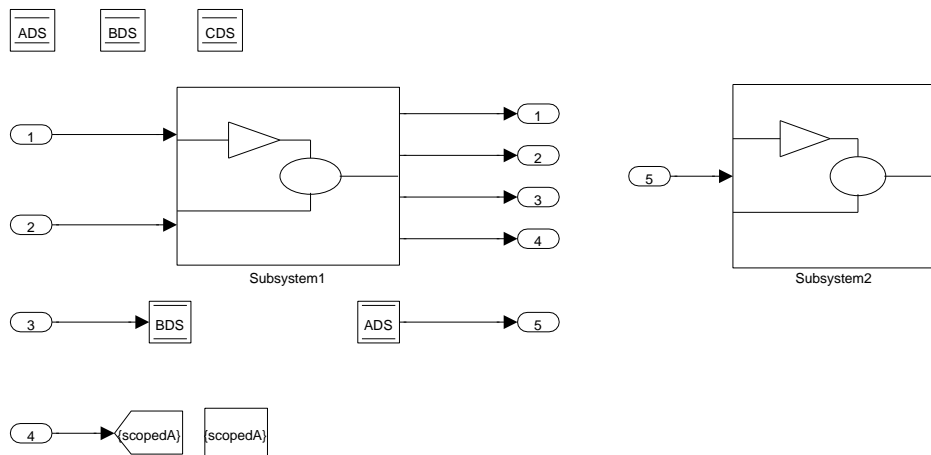 ADS BDS CDS
1 1
2
5
2 3
4
Subsystem1 Subsystem2
3 BDS ADS 5
4 {scopedA} {scopedA}